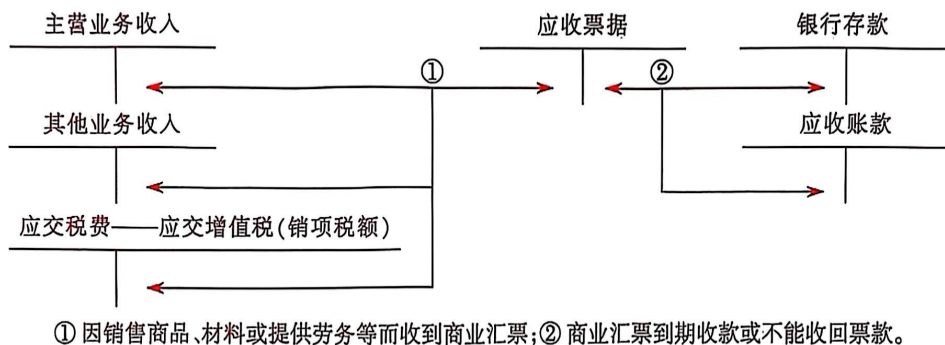 主营业务收入 应收票据 银行存款
① ②
其他业务收入 应收账款
应交税费——应交增值税(销项税额)
① 因销售商品、材料或提供劳务等而收到商业汇票;② 商业汇票到期收款或不能收回票款。